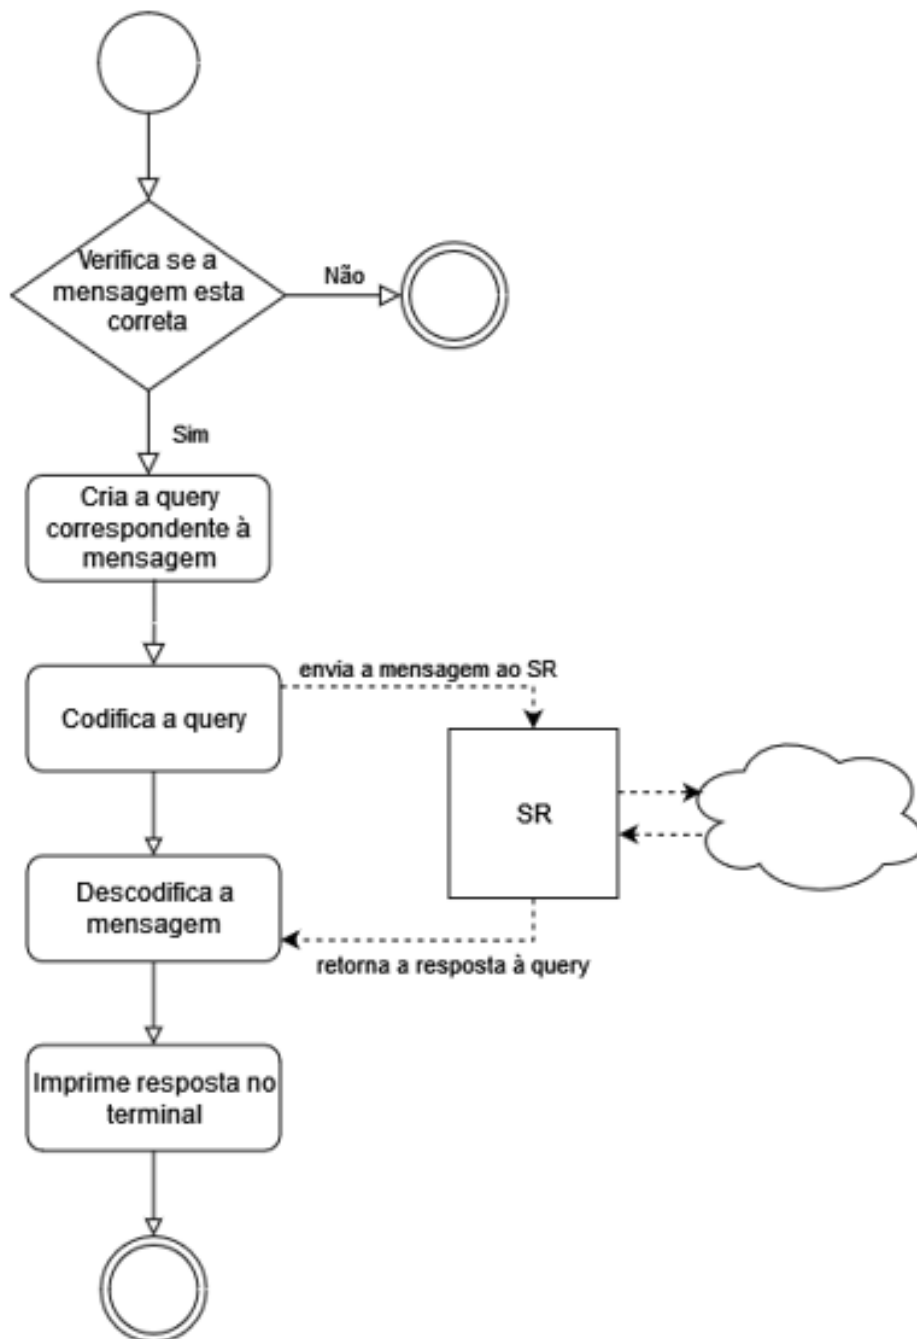 Verifica se a
mensagem esta
correta
Não
Sim
Cria a query
correspondente à
mensagem
envia a mensagem ao SR
Codifica a query
SR
Descodifica a
mensagem
retorna a resposta à query
Imprime resposta no
terminal